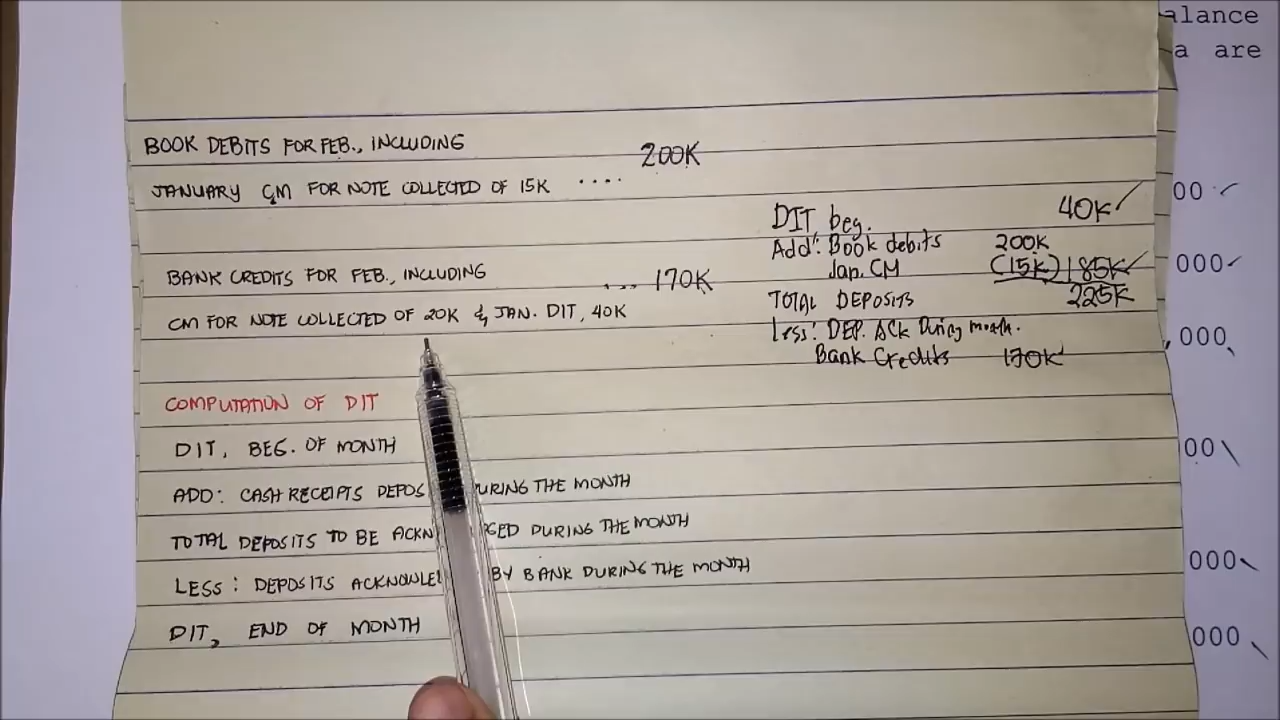 alance
a are
BOOK DEBITS FOR FEB., INCLUDING
JANUARY CM FOR NOTE COLLECTED OF 15K .... 200K
BANK CREDITS FOR FEB., INCLUDING
CM FOR NOTE COLLECTED OF 20K & JAN. DIT, 40K .... 170K
COMPUTATION OF DIT
DIT, BEG. OF MONTH
ADD: CASH RECEIPTS DEPOS URING THE MONTH
TOTAL DEPOSITS TO BE ACKN GED DURING THE MONTH
LESS: DEPOSITS ACKNOWLE BY BANK DURING THE MONTH
DIT, END OF MONTH
DIT, beg. 40K ✓
Add: Book debits 200K
Jan. CM (15K) 185K ✓
TOTAL DEPOSITS 225K
Less: DEP. ACK During month.
Bank Credits 170K
00 ✓
000 ✓
,000
00 \
000 \
000 \